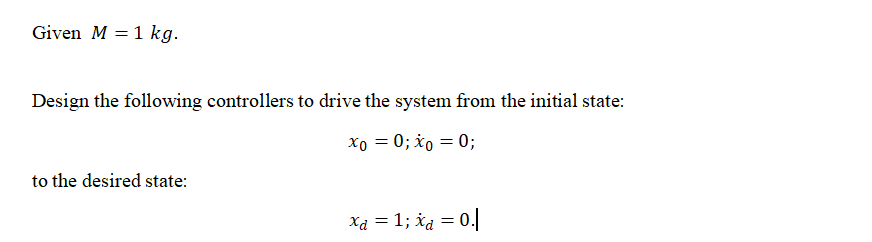 Given M = 1 kg.
Design the following controllers to drive the system from the initial state:
x₀ = 0; ẋ₀ = 0;
to the desired state:
x_d = 1; ẋ_d = 0.